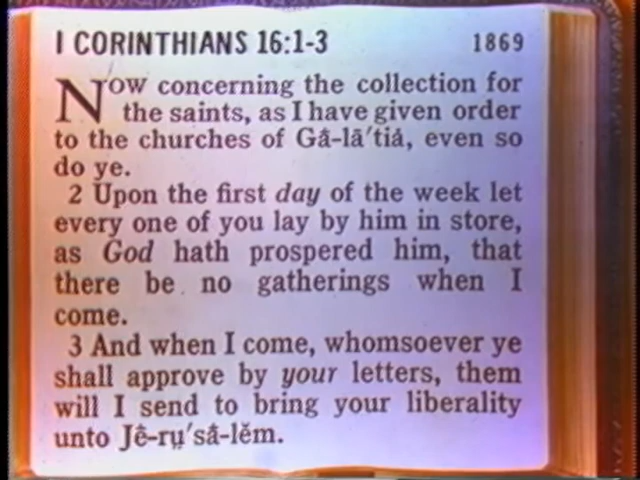 I CORINTHIANS 16:1-3 1869
NOW concerning the collection for
the saints, as I have given order
to the churches of Gâ-lā′tiȧ, even so
do ye.
2 Upon the first day of the week let
every one of you lay by him in store,
as God hath prospered him, that
there be no gatherings when I
come.
3 And when I come, whomsoever ye
shall approve by your letters, them
will I send to bring your liberality
unto Jê-rṳ′sâ-lĕm.